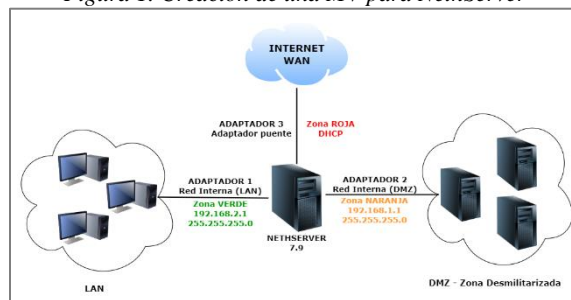 Figura 1. Creación de una MV para NethServer
INTERNET
WAN
ADAPTADOR 3
Adaptador puente
Zona ROJA
DHCP
ADAPTADOR 1
Red Interna (LAN)
Zona VERDE
192.168.2.1
255.255.255.0
ADAPTADOR 2
Red Interna (DMZ)
Zona NARANJA
192.168.1.1
255.255.255.0
NETHSERVER
7.9
LAN
DMZ - Zona Desmilitarizada